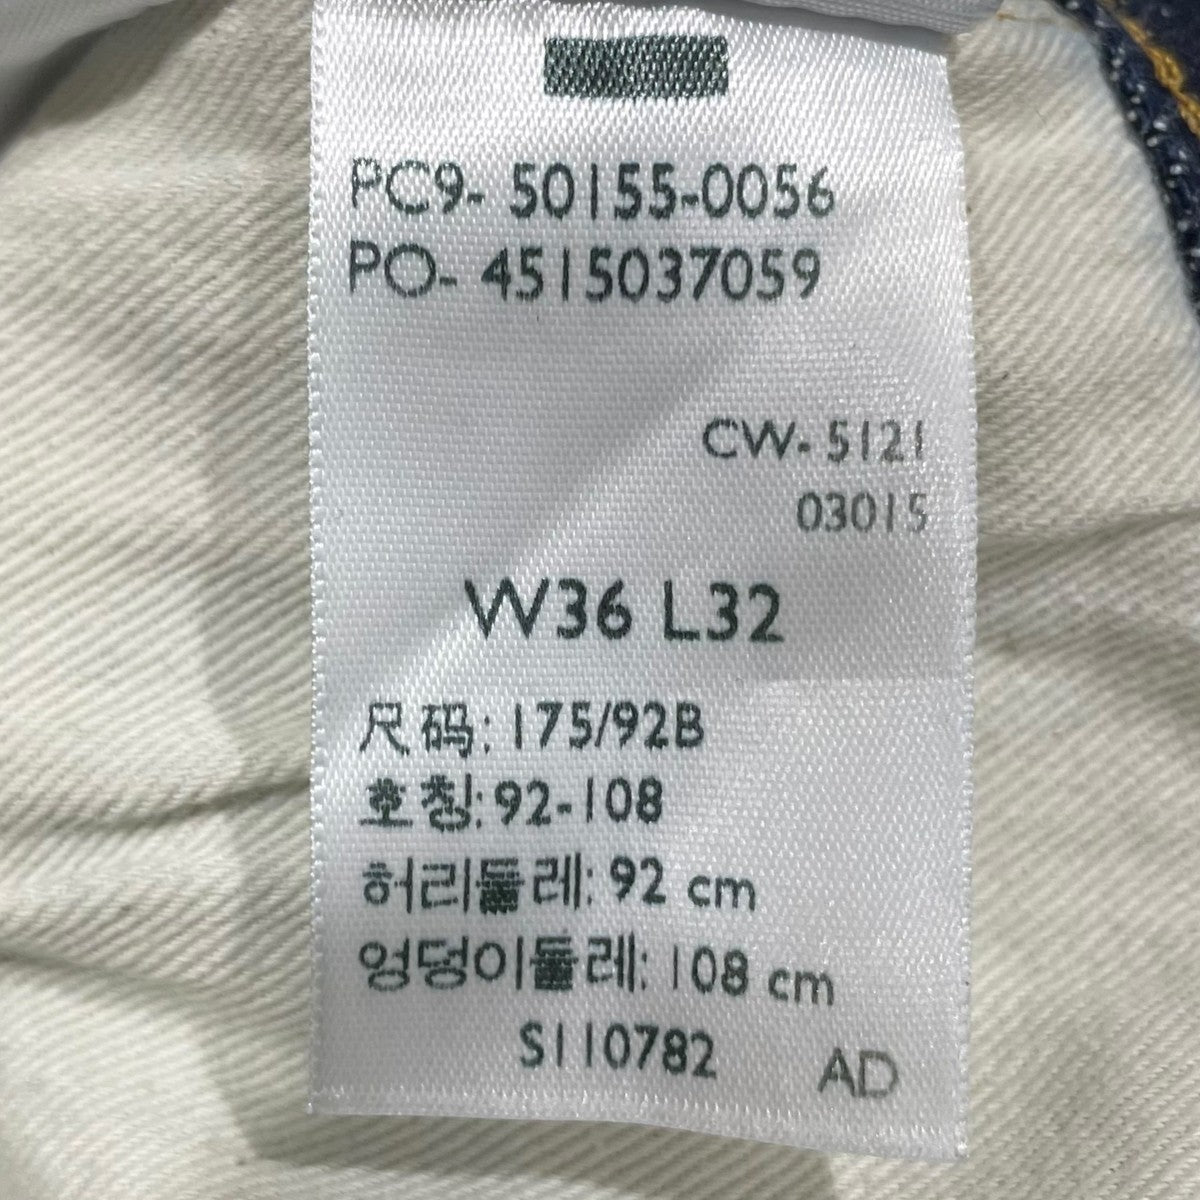 PC9- 50155-0056
PO- 4515037059
CW- 5121
03015
W36 L32
尺码: 175/92B
호칭: 92-108
허리둘레: 92 cm
엉덩이둘레: 108 cm
S110782
AD